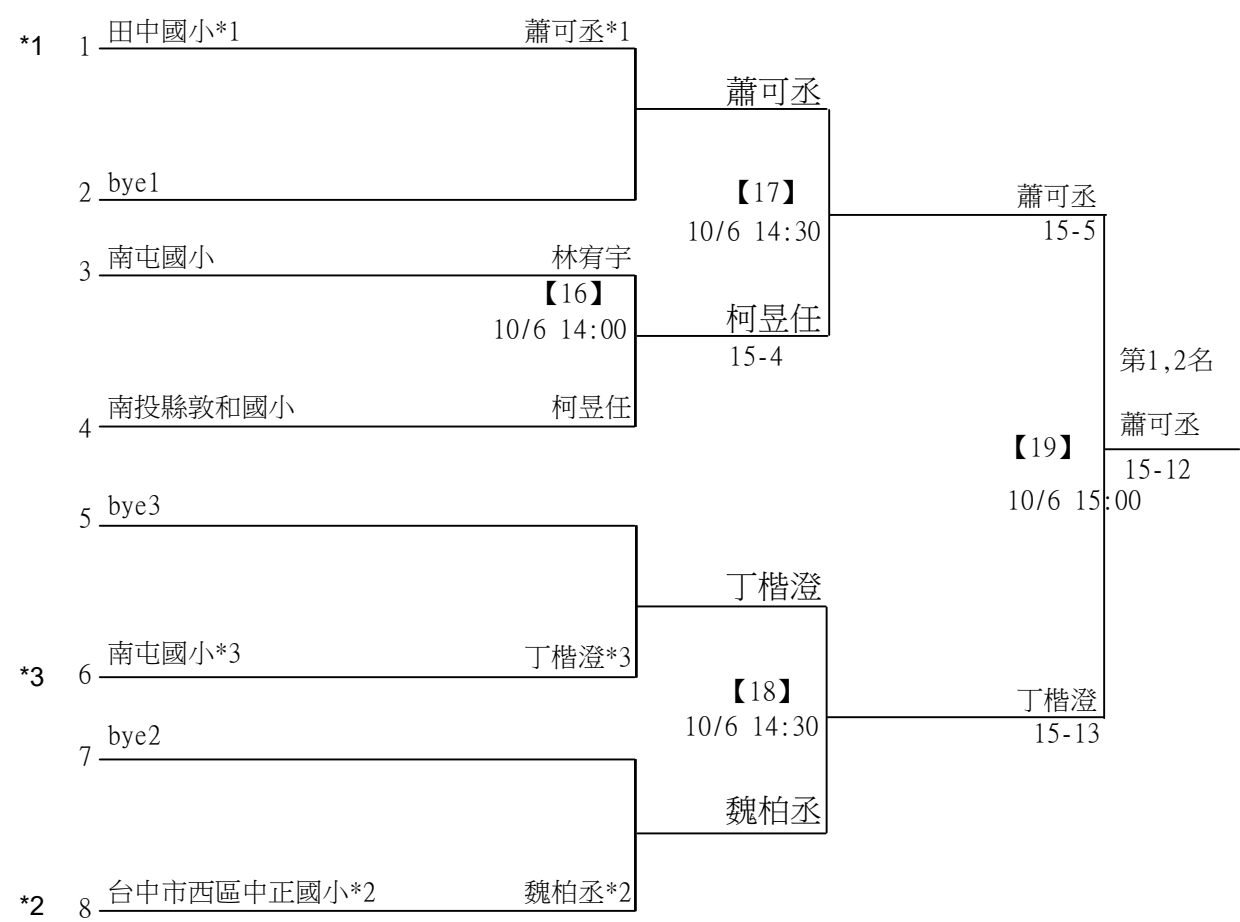 *1 1 田中國小*1 蕭可丞*1
蕭可丞
2 bye1
【17】
10/6 14:30
蕭可丞
15-5
3 南屯國小 林宥宇
【16】
10/6 14:00
柯昱任
15-4
4 南投縣敦和國小 柯昱任
第1,2名
蕭可丞
15-12
【19】
10/6 15:00
5 bye3
丁楷澄
*3 6 南屯國小*3 丁楷澄*3
【18】
10/6 14:30
丁楷澄
15-13
7 bye2
魏柏丞
*2 8 台中市西區中正國小*2 魏柏丞*2